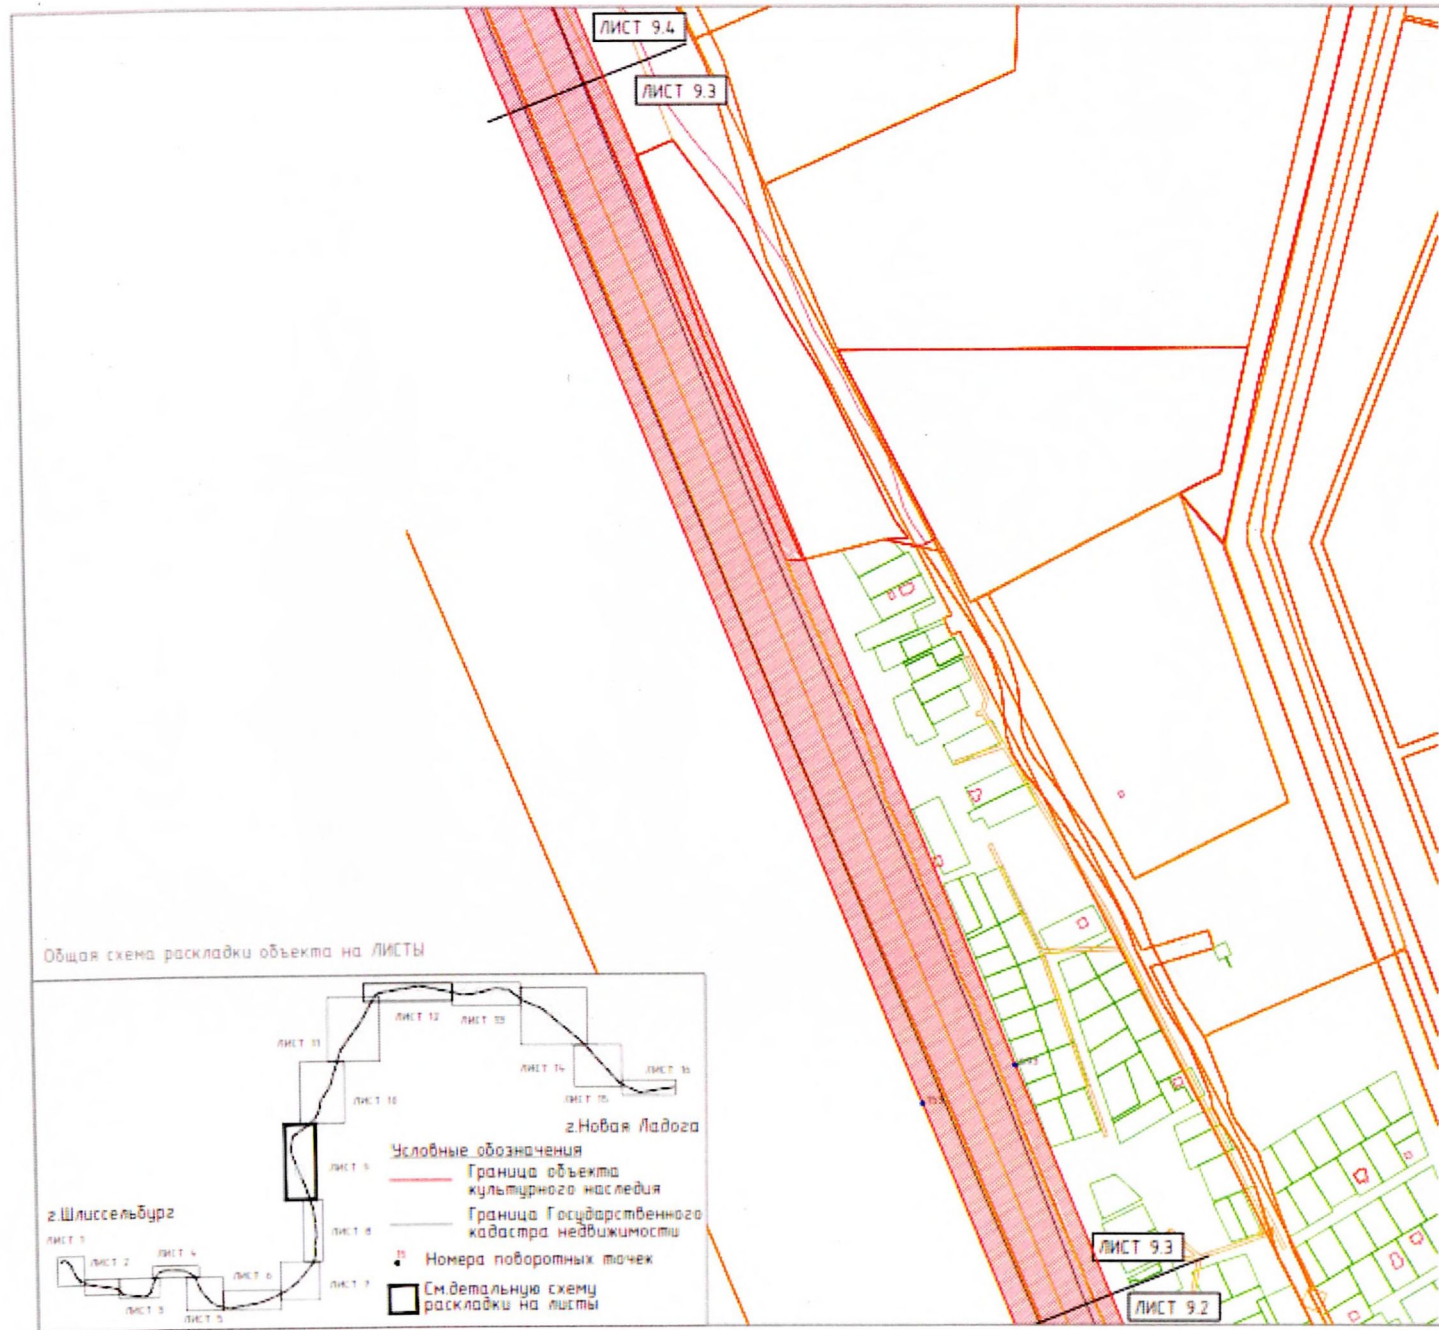 ЛИСТ 9.4
ЛИСТ 9.3
Общая схема раскладки объекта на ЛИСТЫ
ЛИСТ 12
ЛИСТ 13
ЛИСТ 11
ЛИСТ 14
ЛИСТ 16
ЛИСТ 10
ЛИСТ 15
г.Новая Ладога
Условные обозначения
Граница объекта
культурного наследия
ЛИСТ 9
г.Шлиссельбург
Граница Государственного
кадастра недвижимости
ЛИСТ 8
ЛИСТ 1
ЛИСТ 2
ЛИСТ 4
Номера поворотных точек
ЛИСТ 6
ЛИСТ 7
См.детальную схему
раскладки на листы
ЛИСТ 3
ЛИСТ 5
ЛИСТ 9.3
ЛИСТ 9.2